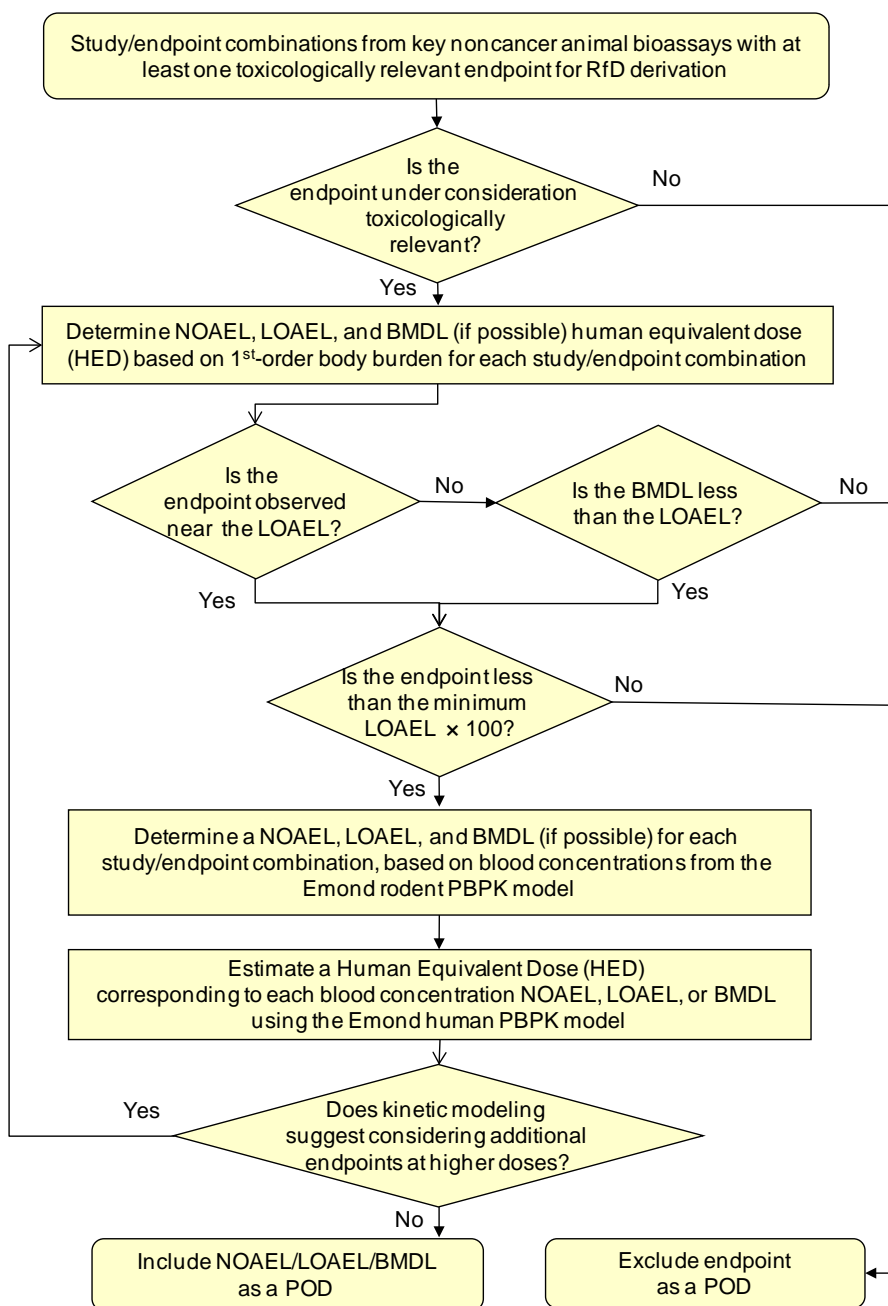 Study/endpoint combinations from key noncancer animal bioassays with at
least one toxicologically relevant endpoint for RfD derivation
Is the
endpoint under consideration
toxicologically
relevant?
No
Yes
Determine NOAEL, LOAEL, and BMDL (if possible) human equivalent dose
(HED) based on 1st-order body burden for each study/endpoint combination
Is the
endpoint observed
near the LOAEL?
No
Is the BMDL less
than the LOAEL?
No
Yes
Yes
Is the endpoint less
than the minimum
LOAEL × 100?
No
Yes
Determine a NOAEL, LOAEL, and BMDL (if possible) for each
study/endpoint combination, based on blood concentrations from the
Emond rodent PBPK model
Estimate a Human Equivalent Dose (HED)
corresponding to each blood concentration NOAEL, LOAEL, or BMDL
using the Emond human PBPK model
Yes
Does kinetic modeling
suggest considering additional
endpoints at higher doses?
No
Include NOAEL/LOAEL/BMDL
as a POD
Exclude endpoint
as a POD